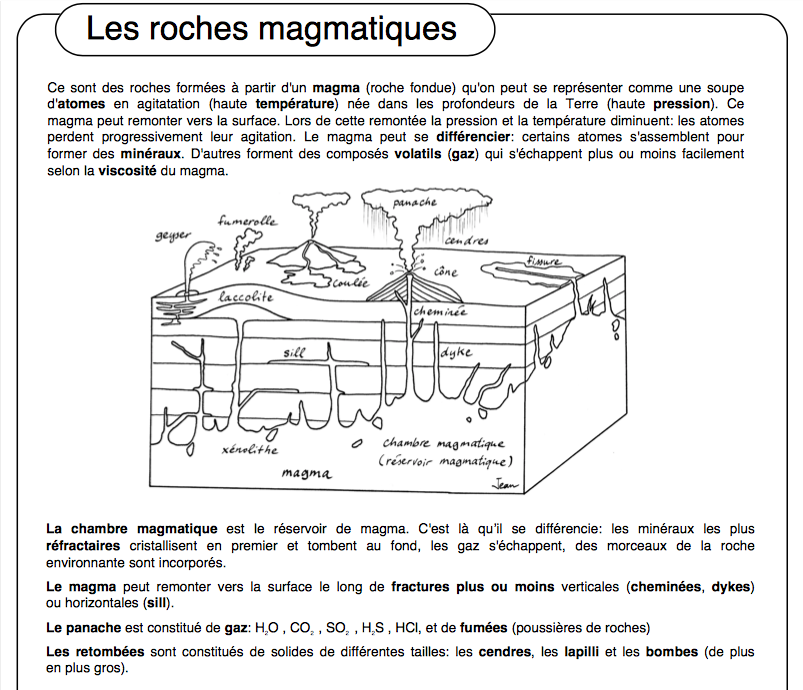 Les roches magmatiques
Ce sont des roches formées à partir d'un magma (roche fondue) qu'on peut se représenter comme une soupe
d'atomes en agitatation (haute température) née dans les profondeurs de la Terre (haute pression). Ce
magma peut remonter vers la surface. Lors de cette remontée la pression et la température diminuent: les atomes
perdent progressivement leur agitation. Le magma peut se différencier: certains atomes s'assemblent pour
former des minéraux. D'autres forment des composés volatils (gaz) qui s'échappent plus ou moins facilement
selon la viscosité du magma.
panache
fumerolle
geyser
cendres
fissure
cône
coulée
laccolite
cheminée
sill
dyke
xénolithe
chambre magmatique
(réservoir magmatique)
magma
Jean
La chambre magmatique est le réservoir de magma. C'est là qu'il se différencie: les minéraux les plus
réfractaires cristallisent en premier et tombent au fond, les gaz s'échappent, des morceaux de la roche
environnante sont incorporés.
Le magma peut remonter vers la surface le long de fractures plus ou moins verticales (cheminées, dykes)
ou horizontales (sill).
Le panache est constitué de gaz: H₂O , CO₂ , SO₂ , H₂S , HCl, et de fumées (poussières de roches)
Les retombées sont constitués de solides de différentes tailles: les cendres, les lapilli et les bombes (de plus
en plus gros).